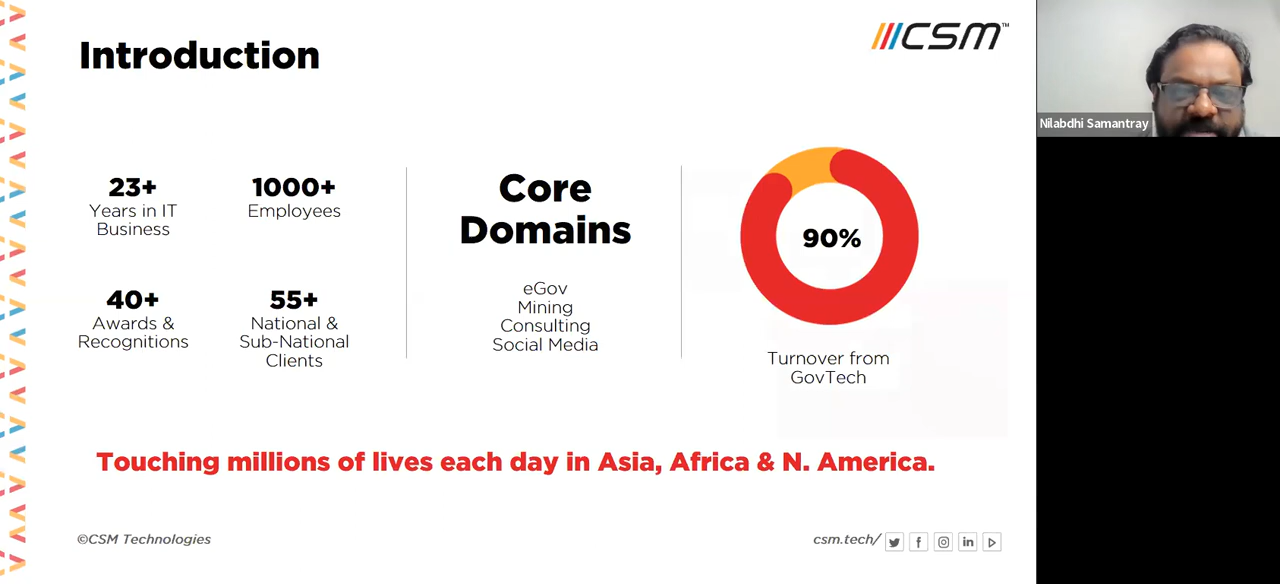 Introduction
CSM™
23+
Years in IT
Business
1000+
Employees
40+
Awards &
Recognitions
55+
National &
Sub-National
Clients
Core
Domains
eGov
Mining
Consulting
Social Media
90%
Turnover from
GovTech
Touching millions of lives each day in Asia, Africa & N. America.
©CSM Technologies
csm.tech/
Nilabdhi Samantray